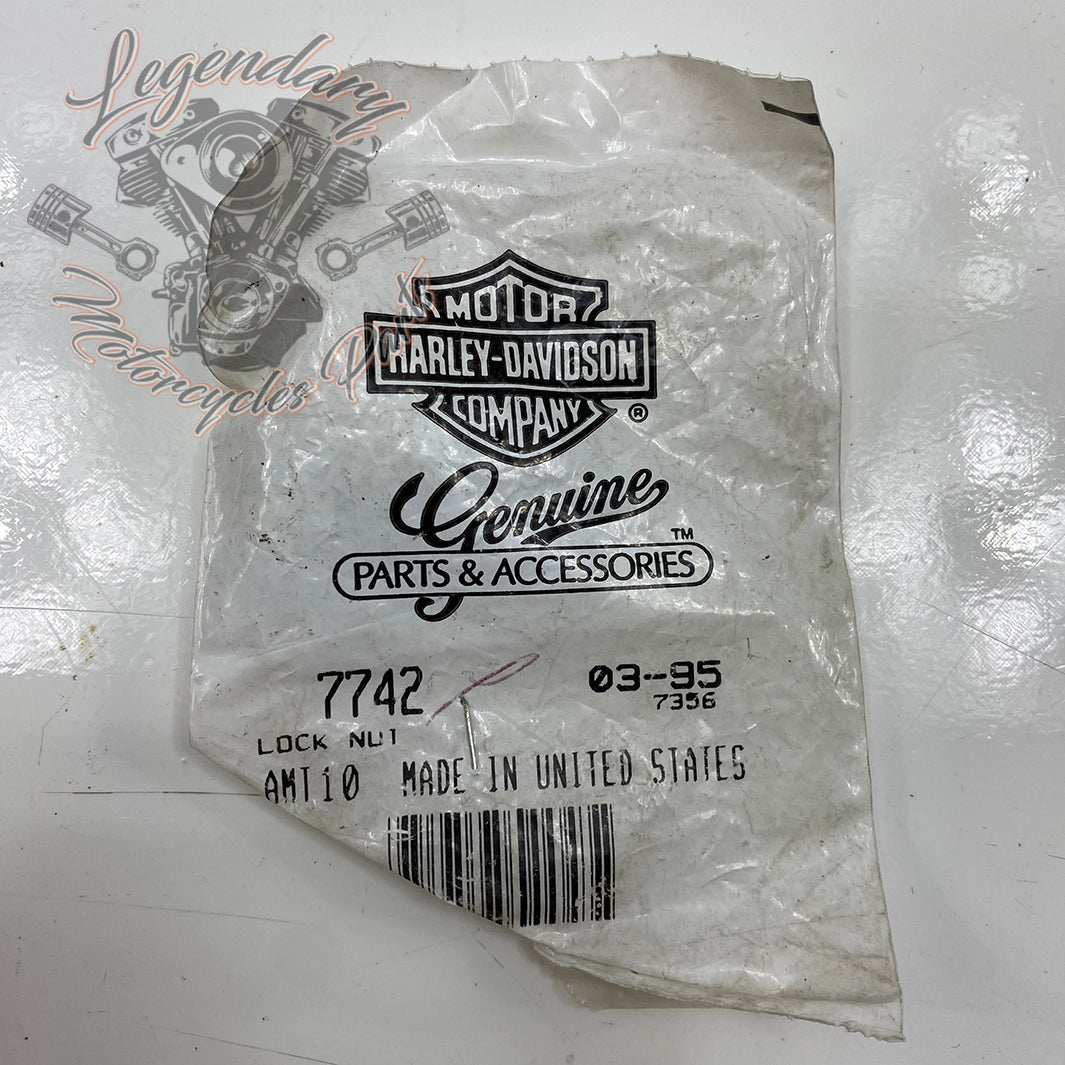 Legendary
Motorcycles Parts
MOTOR
HARLEY-DAVIDSON
COMPANY ®
Genuine
PARTS & ACCESSORIES ™
7742 03-95
7356
LOCK NUT
AMT10 MADE IN UNITED STATES